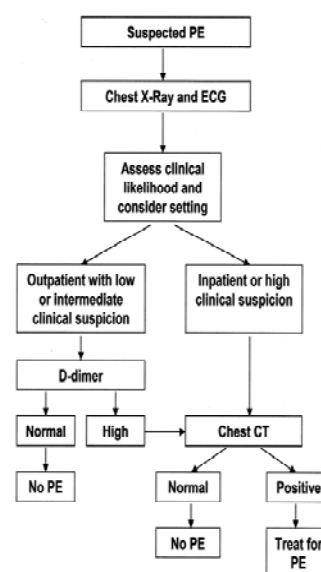 Suspected PE
Chest X-Ray and ECG
Assess clinical
likelihood and
consider setting
Outpatient with low
or intermediate
clinical suspicion
Inpatient or high
clinical suspicion
D-dimer
Normal
High
Chest CT
No PE
Normal
Positive
No PE
Treat for
PE